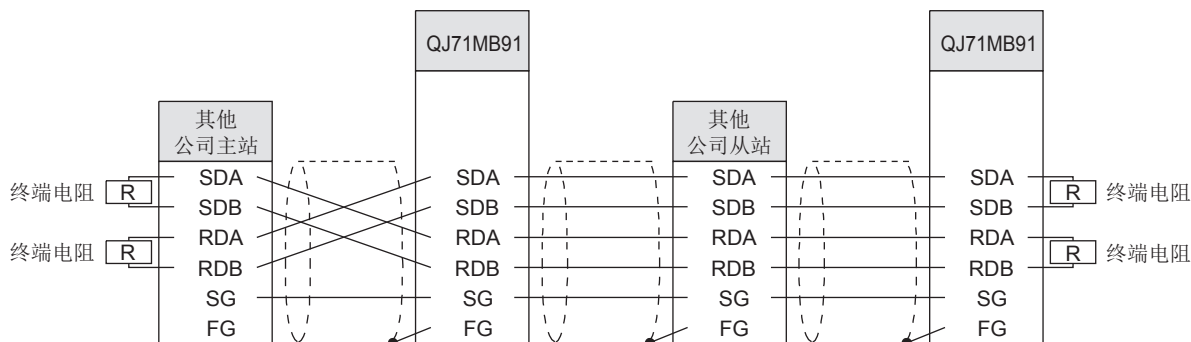 QJ71MB91
QJ71MB91
其他
公司主站
其他
公司从站
SDA
SDA
SDA
SDA
终端电阻 R
R 终端电阻
SDB
SDB
SDB
SDB
RDA
RDA
RDA
RDA
终端电阻 R
R 终端电阻
RDB
RDB
RDB
RDB
SG
SG
SG
SG
FG
FG
FG
FG